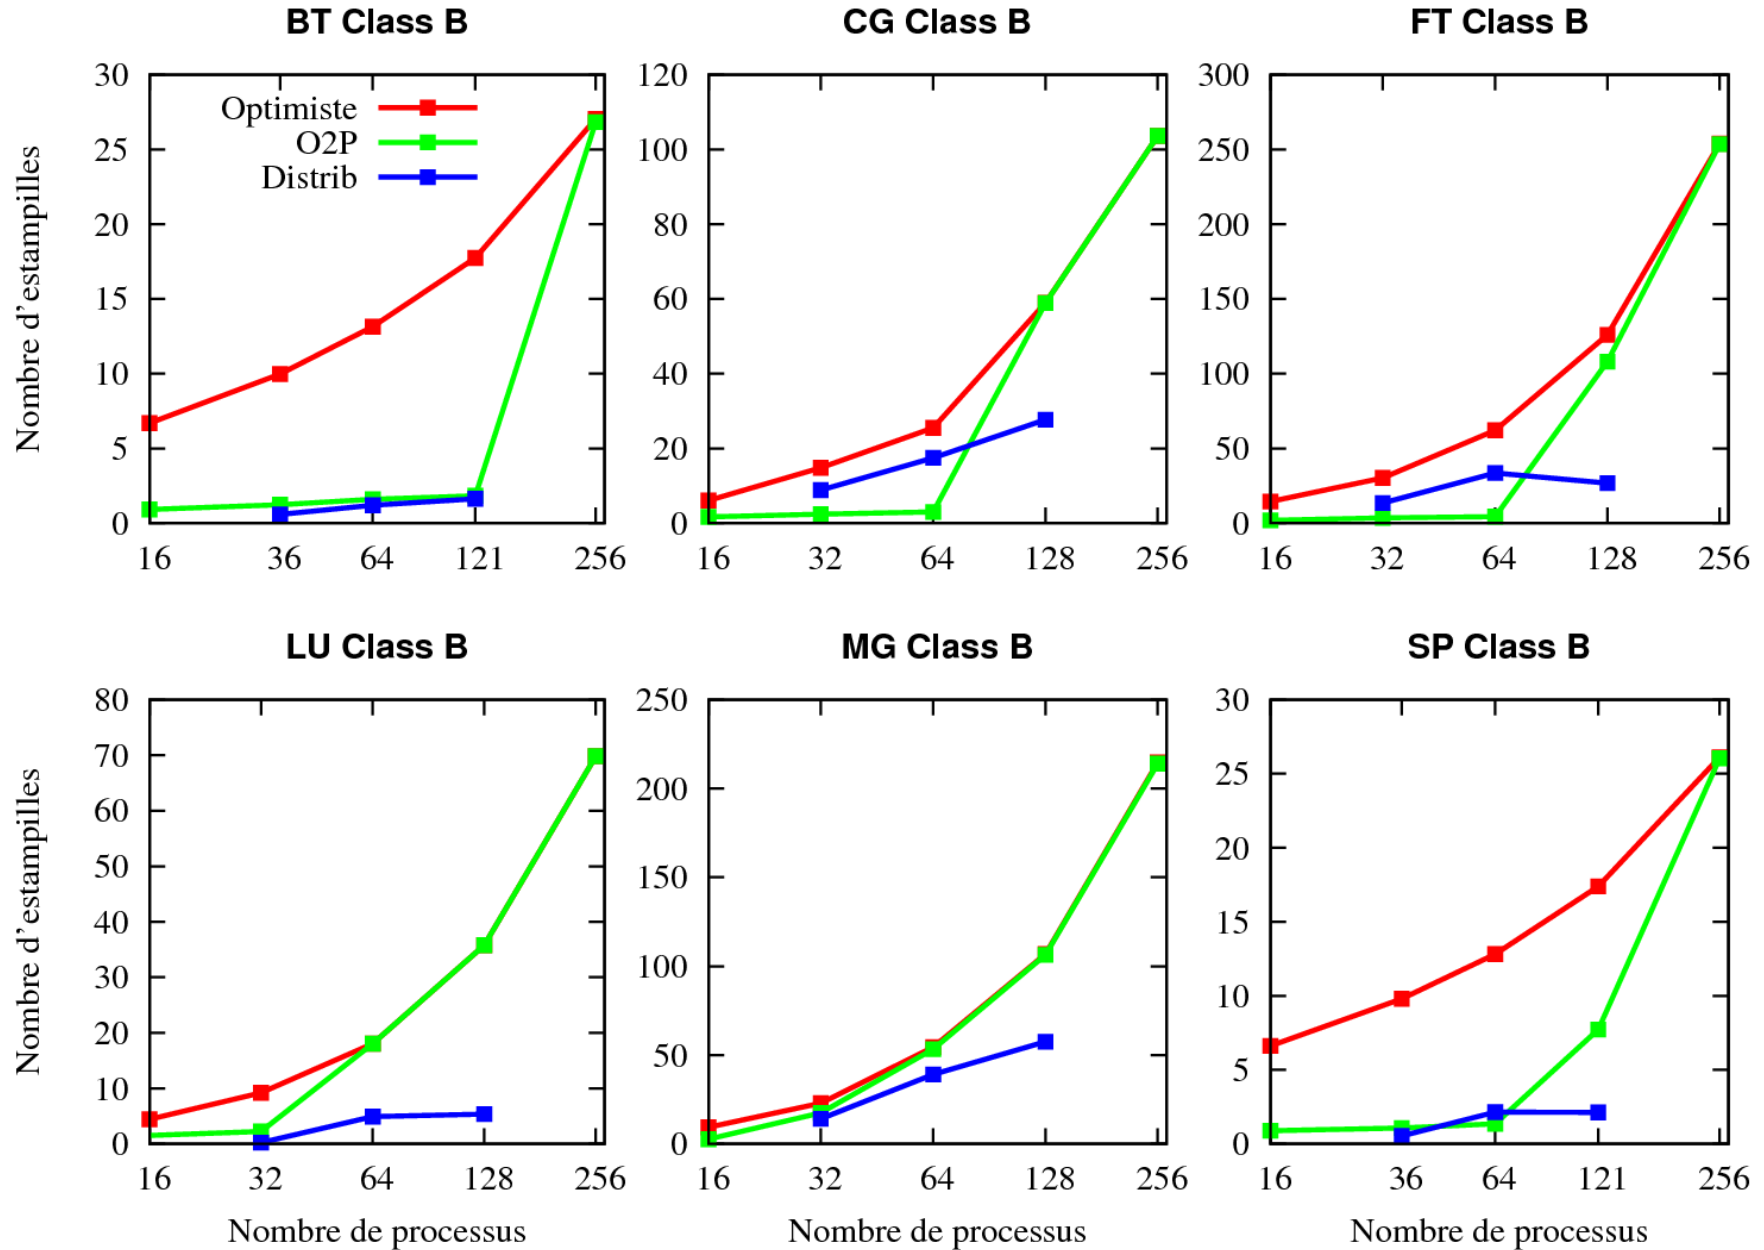 BT Class B
CG Class B
FT Class B
Nombre d'estampilles
30
25
20
15
10
5
0
Optimiste
O2P
Distrib
16 36 64 121 256
120
100
80
60
40
20
0
16 32 64 128 256
300
250
200
150
100
50
0
16 32 64 128 256
LU Class B
MG Class B
SP Class B
Nombre d'estampilles
80
70
60
50
40
30
20
10
0
16 32 64 128 256
Nombre de processus
250
200
150
100
50
0
16 32 64 128 256
Nombre de processus
30
25
20
15
10
5
0
16 36 64 121 256
Nombre de processus